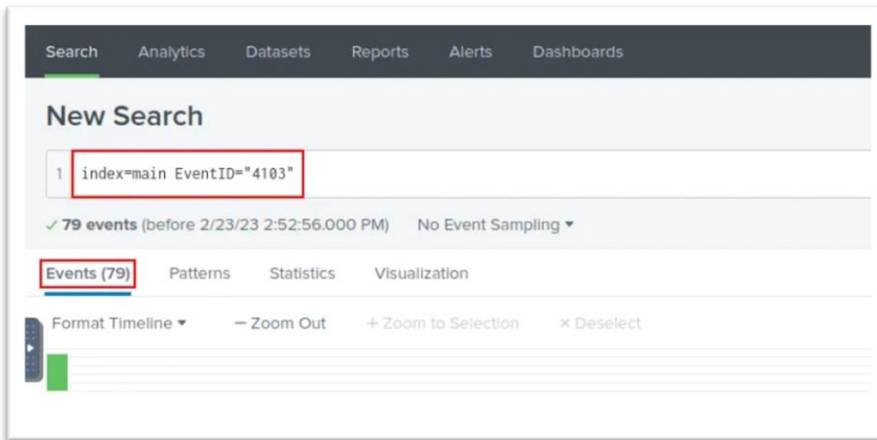 Search Analytics Datasets Reports Alerts Dashboards
New Search
1 index=main EventID="4103"
✓ 79 events (before 2/23/23 2:52:56.000 PM) No Event Sampling ▾
Events (79) Patterns Statistics Visualization
Format Timeline ▾ — Zoom Out + Zoom to Selection × Deselect